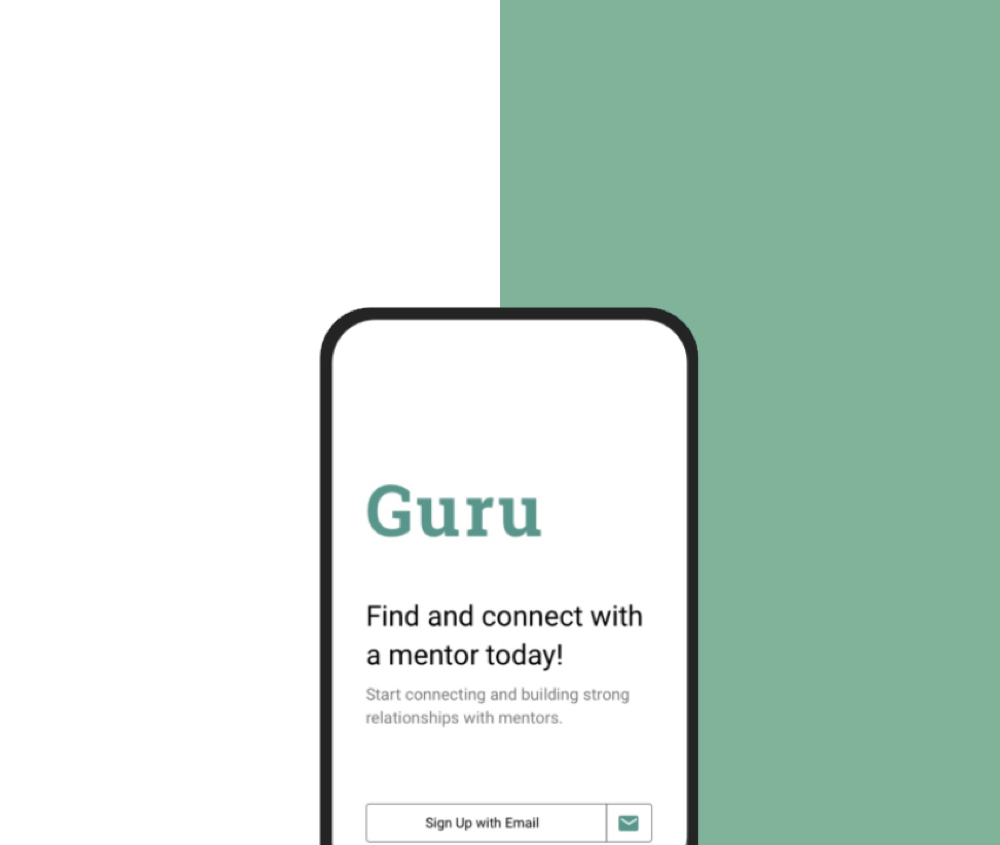 Guru
Find and connect with
a mentor today!
Start connecting and building strong
relationships with mentors.
Sign Up with Email